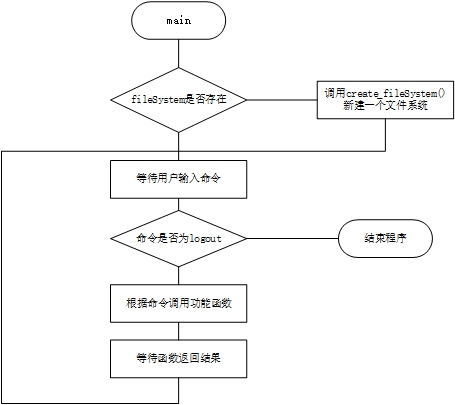 main
fileSystem是否存在
调用create_fileSystem()
新建一个文件系统
等待用户输入命令
命令是否为logout
结束程序
根据命令调用功能函数
等待函数返回结果